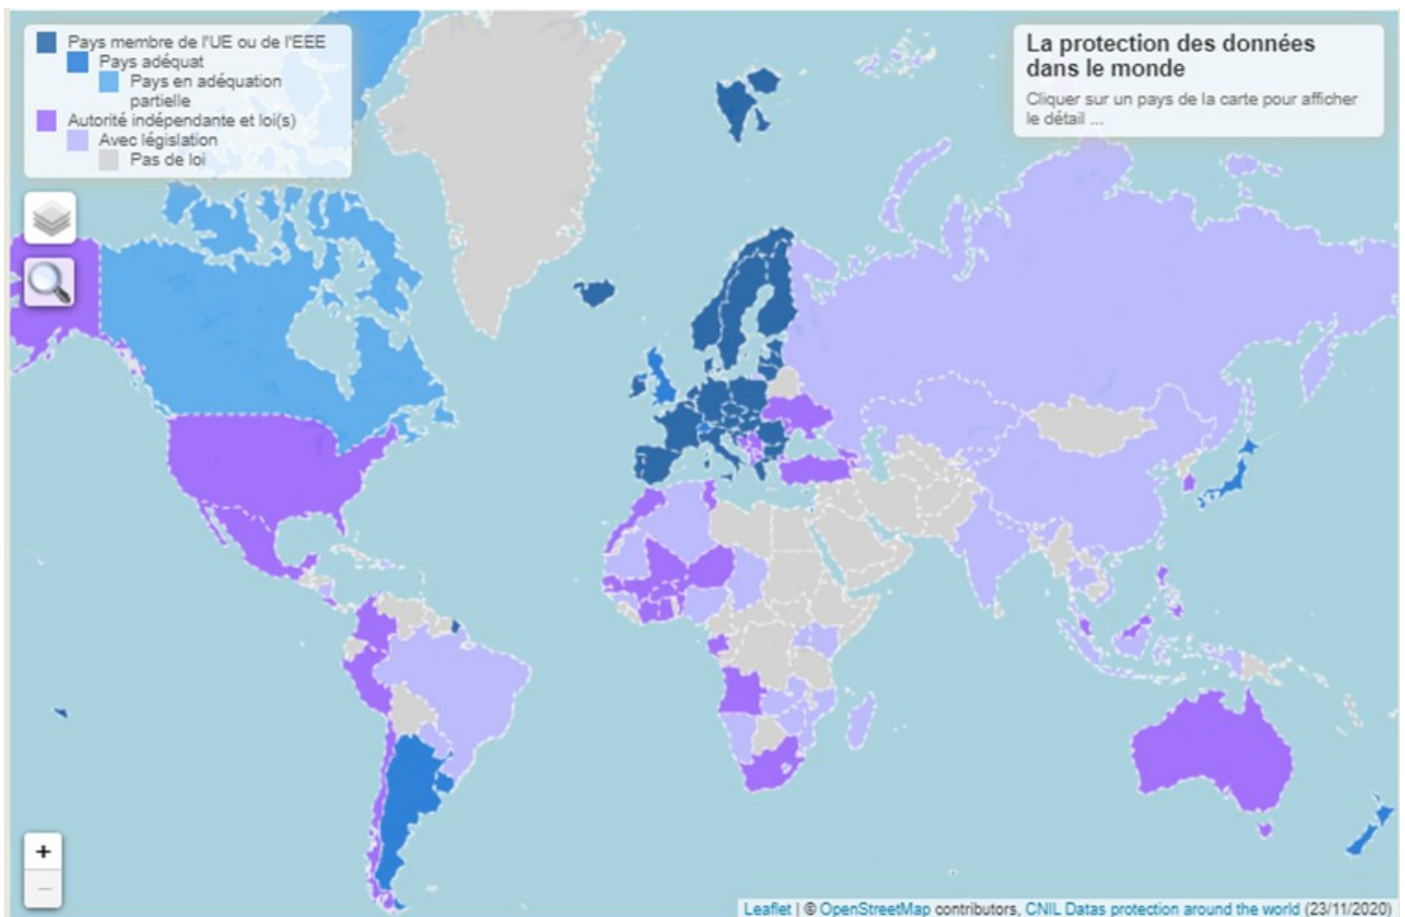 Pays membre de l'UE ou de l'EEE
Pays adéquat
Pays en adéquation
partielle
Autorité indépendante et loi(s)
Avec législation
Pas de loi
La protection des données
dans le monde
Cliquer sur un pays de la carte pour afficher
le détail ...
+
−
Leaflet | © OpenStreetMap contributors, CNIL Datas protection around the world (23/11/2020)